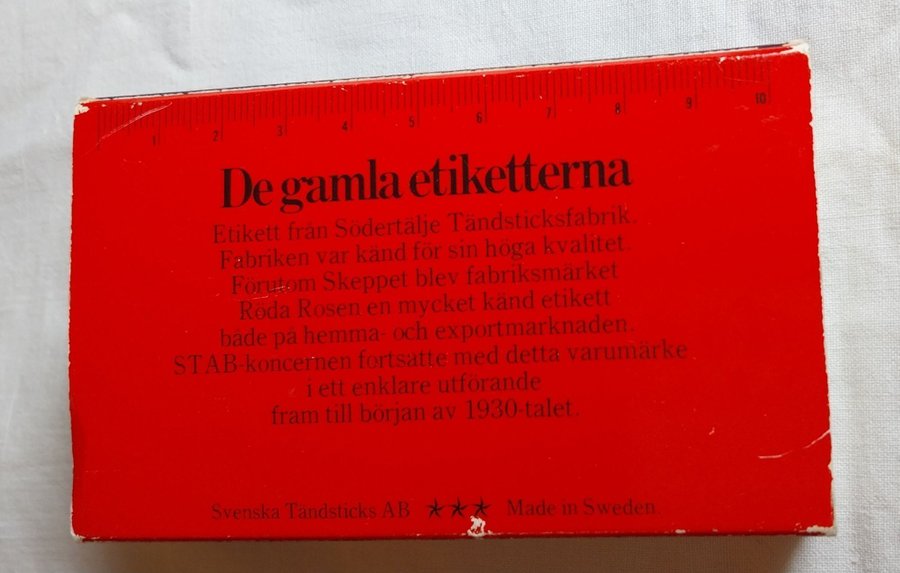 1 2 3 4 5 6 7 8 9 10
De gamla etiketterna
Etikett från Södertälje Tändsticksfabrik.
Fabriken var känd för sin höga kvalitet.
Förutom Skeppet blev fabriksmärket
Röda Rosen en mycket känd etikett
både på hemma- och exportmarknaden.
STAB-koncernen fortsatte med detta varumärke
i ett enklare utförande
fram till början av 1930-talet.
Svenska Tändsticks AB ★★★ Made in Sweden.